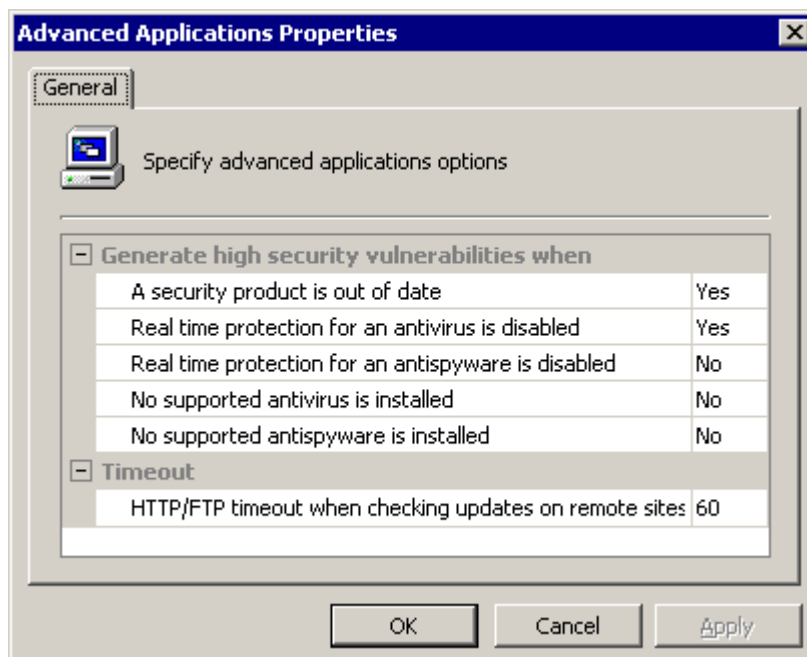 Advanced Applications Properties
General
Specify advanced applications options
Generate high security vulnerabilities when
A security product is out of date Yes
Real time protection for an antivirus is disabled Yes
Real time protection for an antispyware is disabled No
No supported antivirus is installed No
No supported antispyware is installed No
Timeout
HTTP/FTP timeout when checking updates on remote sites 60
OK Cancel Apply